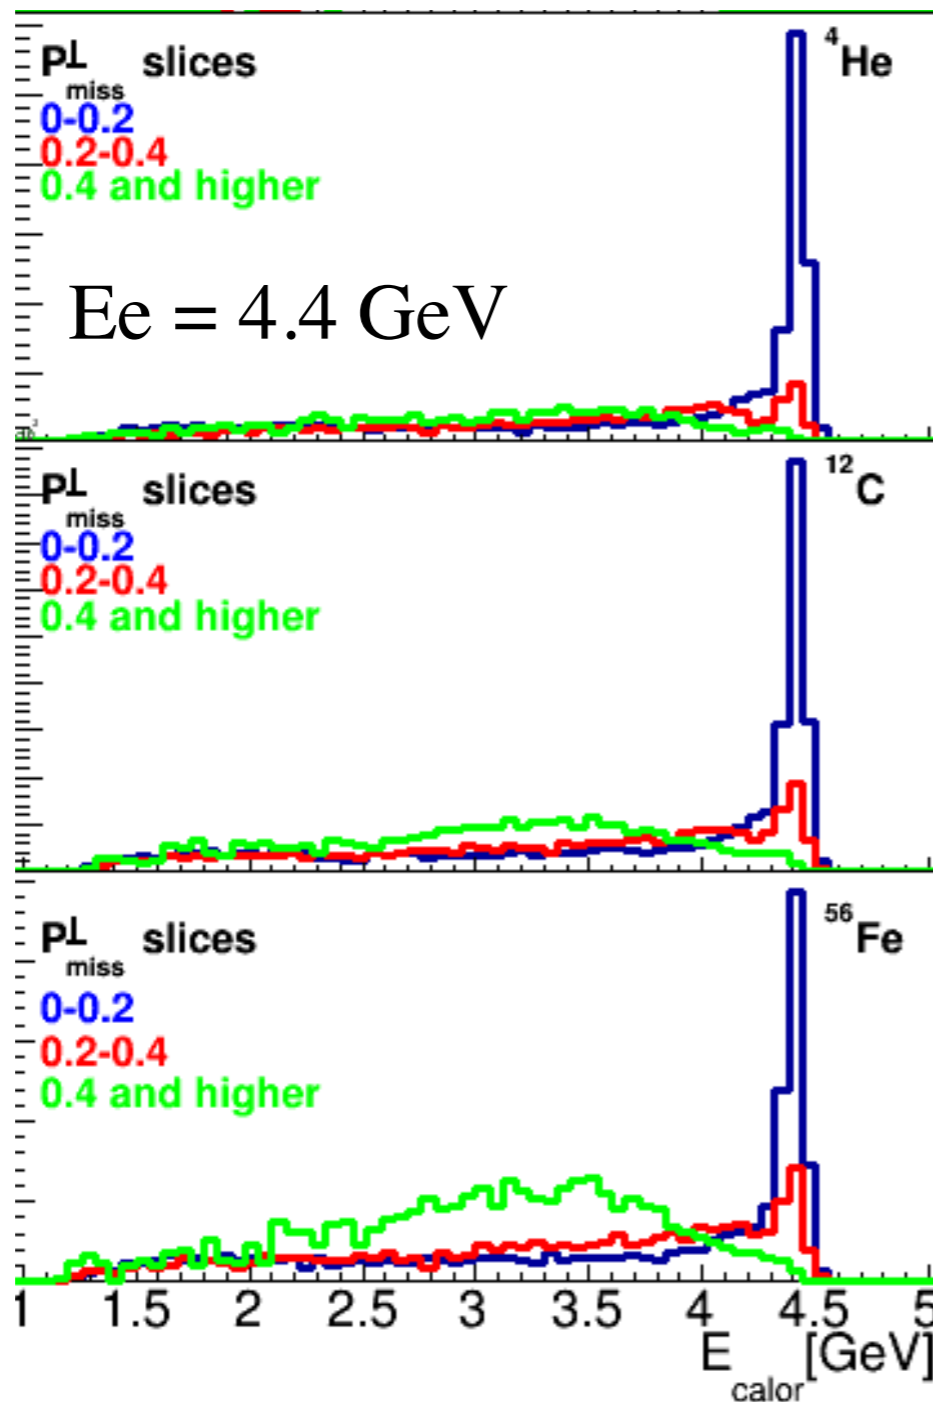 P⊥miss slices
⁴He
0-0.2
0.2-0.4
0.4 and higher
Ee = 4.4 GeV
P⊥miss slices
¹²C
0-0.2
0.2-0.4
0.4 and higher
P⊥miss slices
⁵⁶Fe
0-0.2
0.2-0.4
0.4 and higher
1 1.5 2 2.5 3 3.5 4 4.5 5
E calor [GeV]